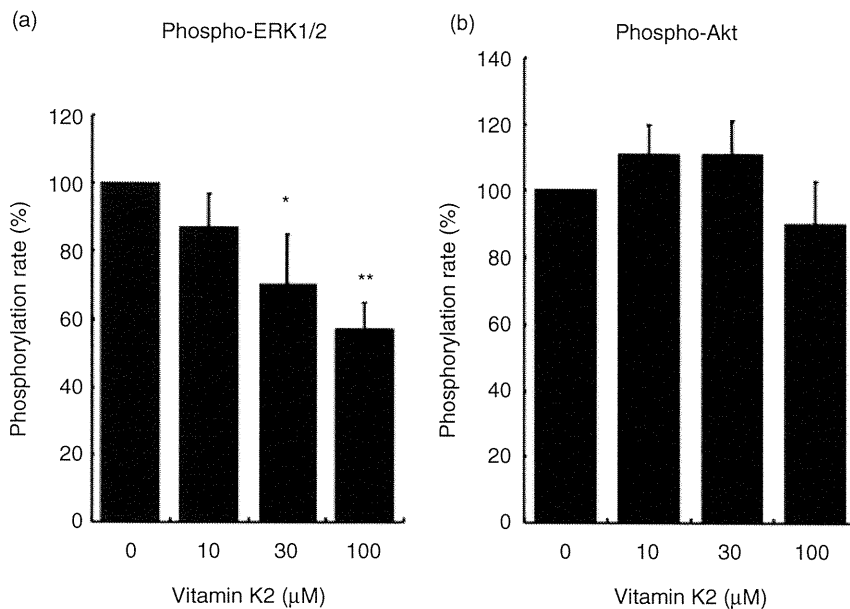 (a)
Phospho-ERK1/2
120
100
80
60
40
20
0
Phosphorylation rate (%)
*
**
0 10 30 100
Vitamin K2 (μM)
(b)
Phospho-Akt
140
120
100
80
60
40
20
0
Phosphorylation rate (%)
0 10 30 100
Vitamin K2 (μM)